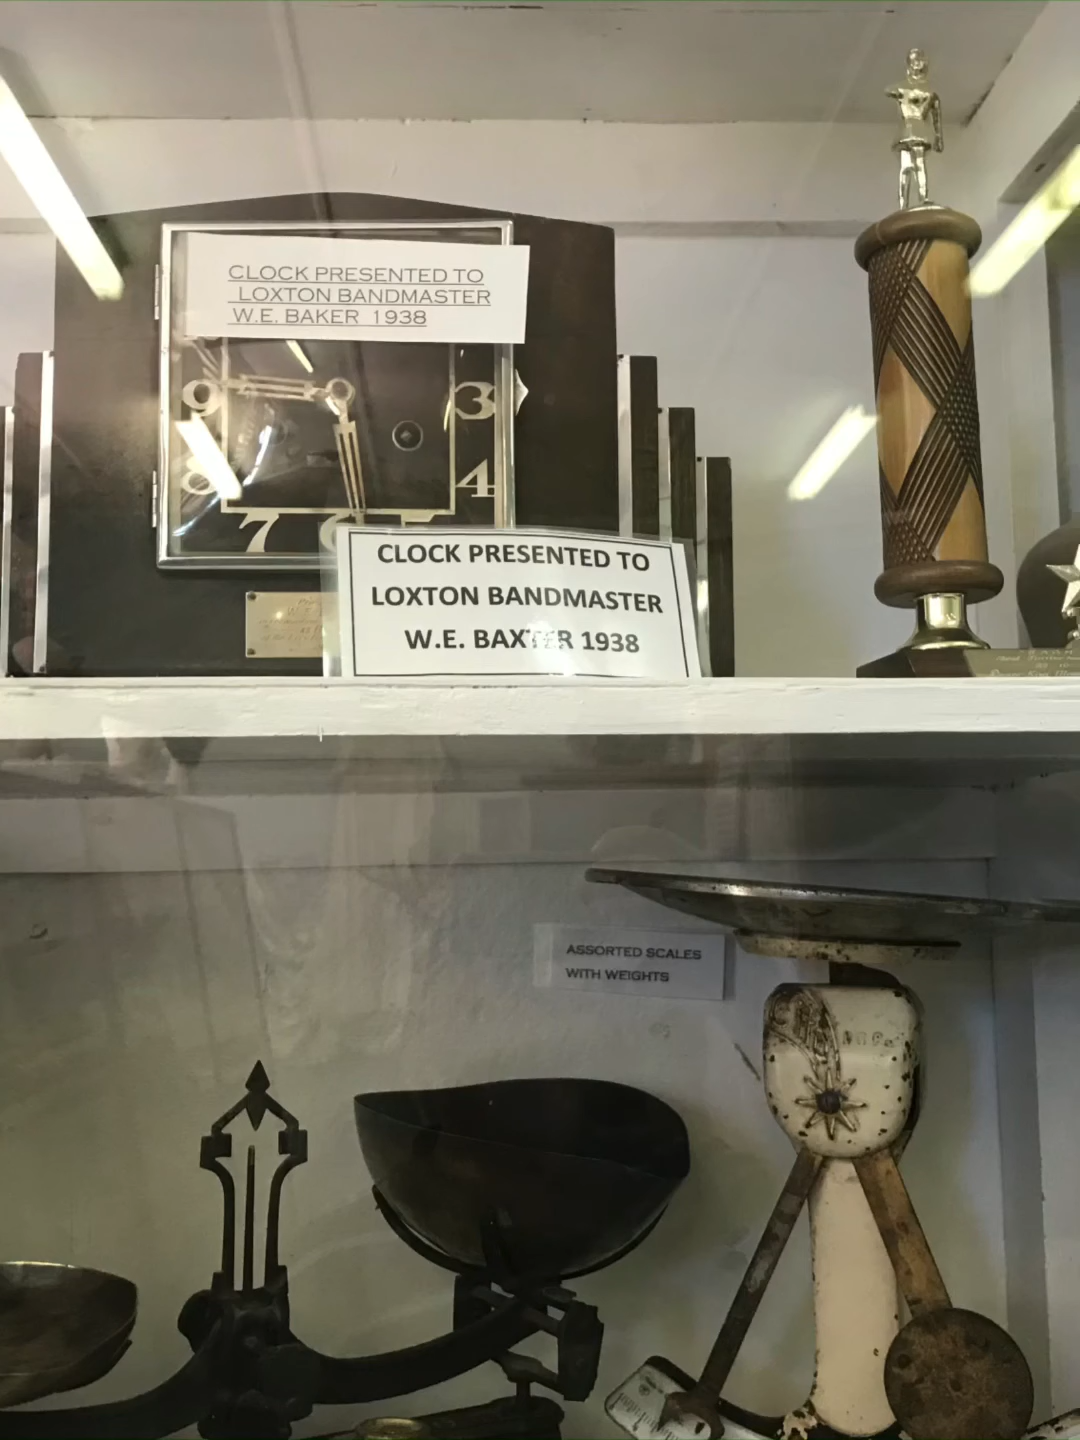 CLOCK PRESENTED TO
LOXTON BANDMASTER
W.E. BAKER 1938
9
3
8
4
7
CLOCK PRESENTED TO
LOXTON BANDMASTER
W.E. BAXTER 1938
ASSORTED SCALES
WITH WEIGHTS